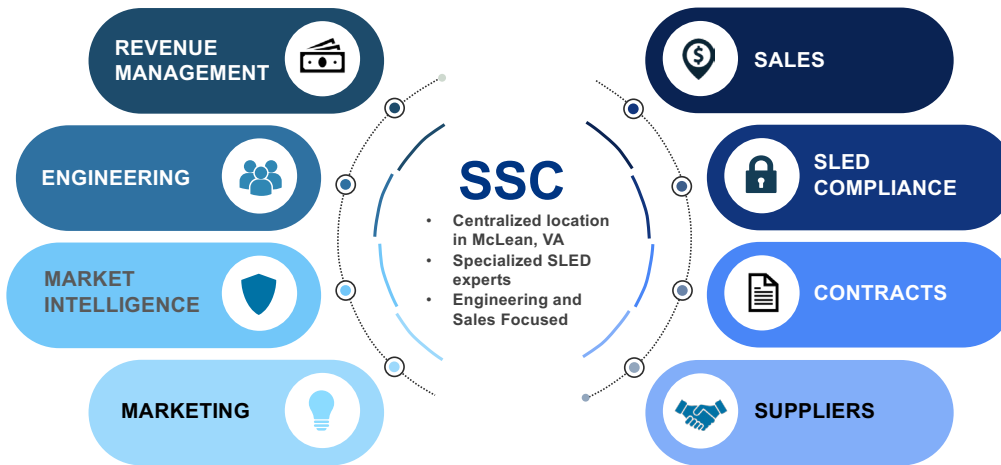 REVENUE
MANAGEMENT
ENGINEERING
MARKET
INTELLIGENCE
MARKETING
SSC
• Centralized location
in McLean, VA
• Specialized SLED
experts
• Engineering and
Sales Focused
$
SALES
SLED
COMPLIANCE
CONTRACTS
SUPPLIERS